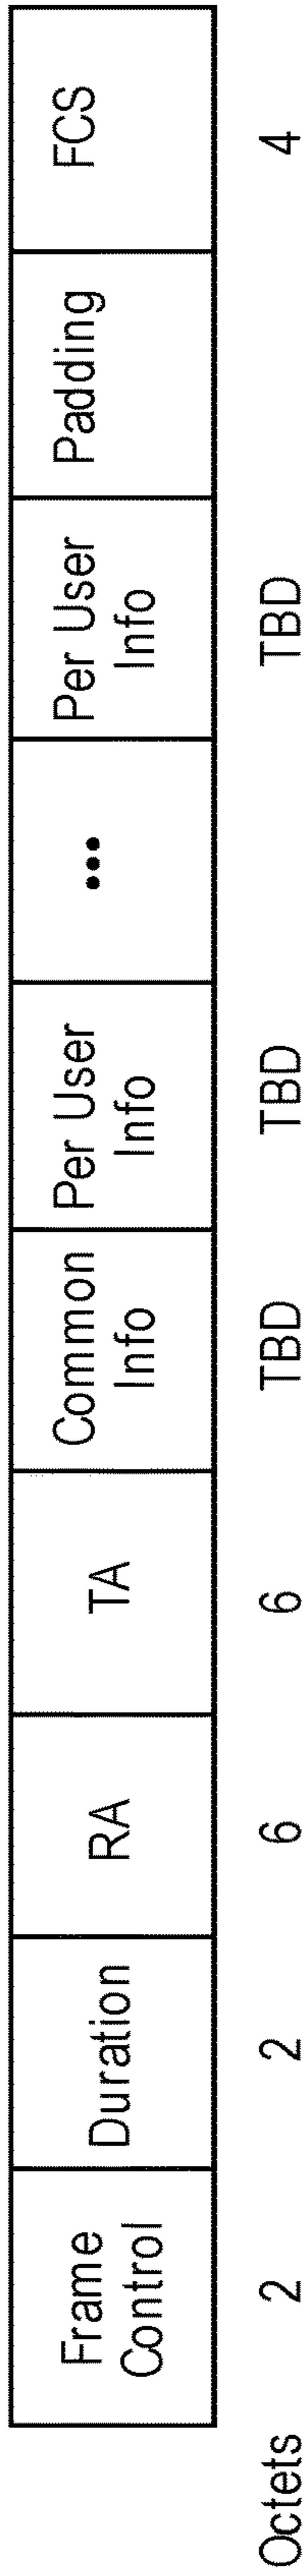 Frame
Control
Duration
RA
TA
Common
Info
Per User
Info
•••
Per User
Info
Padding
FCS
Octets 2 2 6 6 TBD TBD TBD 4